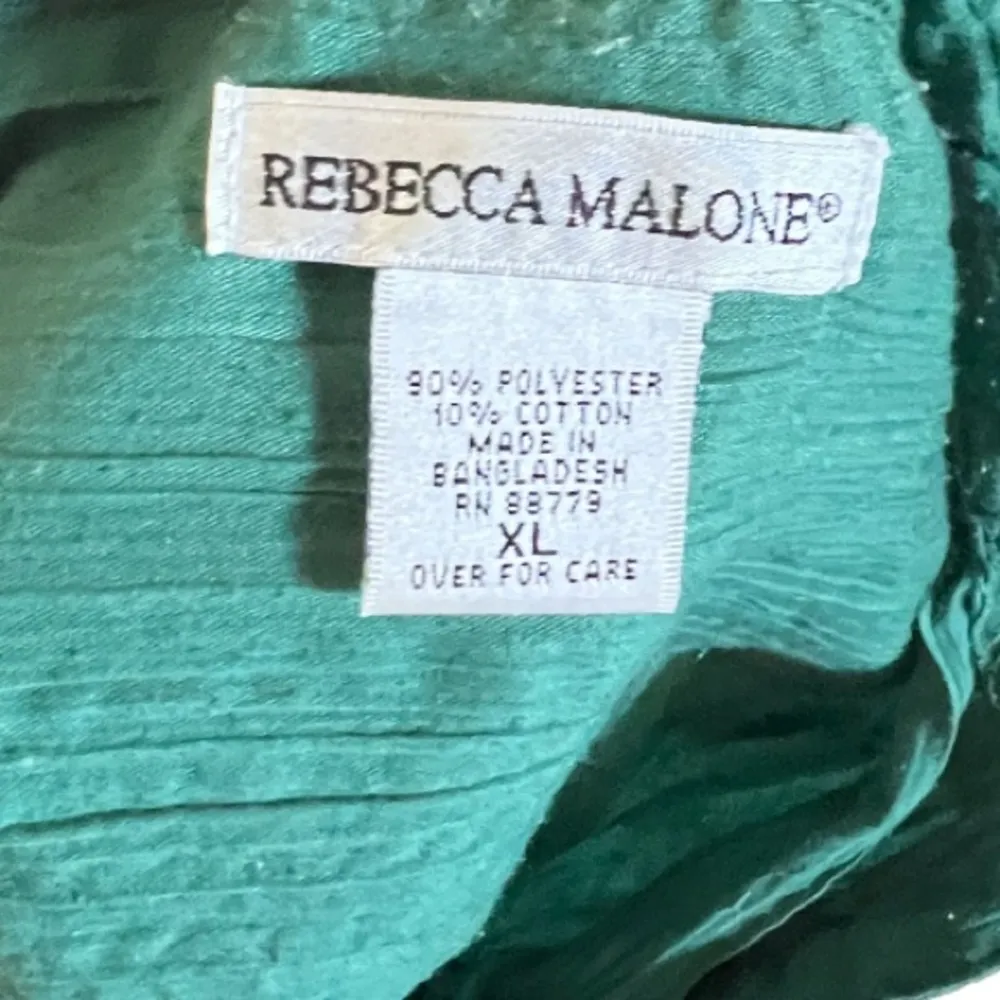 REBECCA MALONE®
90% POLYESTER
10% COTTON
MADE IN
BANGLADESH
RN 88779
XL
OVER FOR CARE